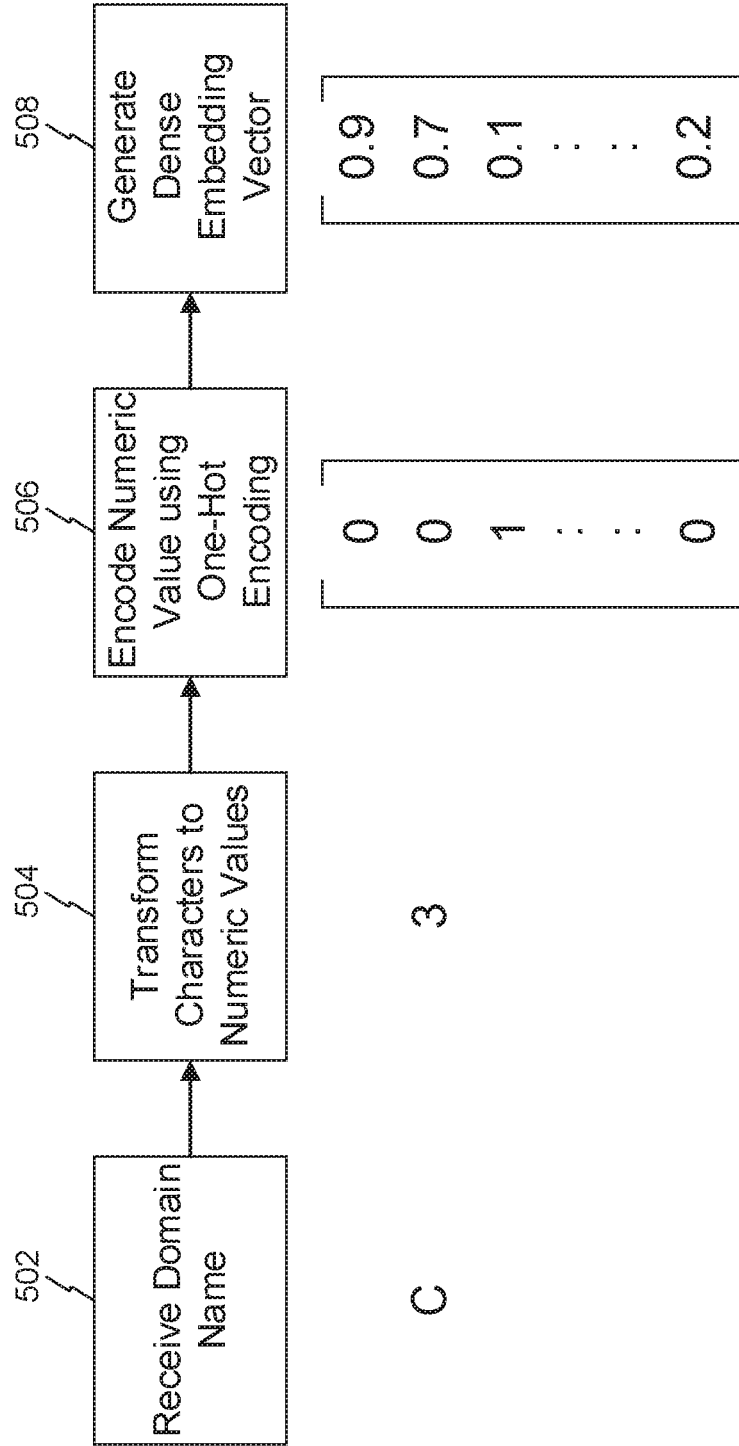 502
Receive Domain
Name
C
504
Transform
Characters to
Numeric Values
3
506
Encode Numeric
Value using
One-Hot
Encoding
0
0
1
:
:
0
508
Generate
Dense
Embedding
Vector
0.9
0.7
0.1
:
:
0.2